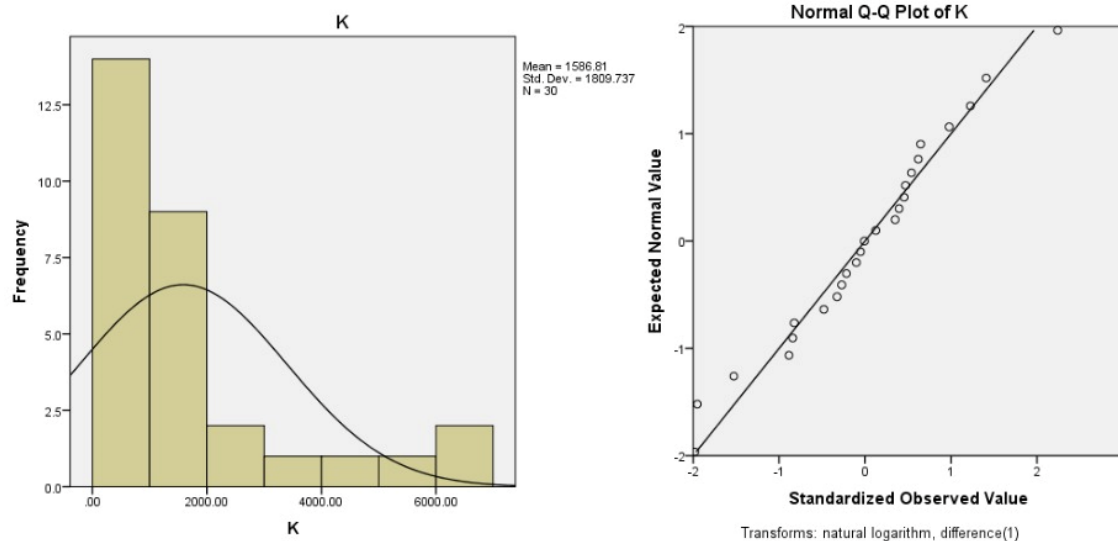 K
Mean = 1586.81
Std. Dev. = 1809.737
N = 30
Frequency
12.5
10.0
7.5
5.0
2.5
0.0
.00
2000.00
4000.00
6000.00
K
Normal Q-Q Plot of K
Expected Normal Value
2
1
0
-1
-2
-2
-1
0
1
2
Standardized Observed Value
Transforms: natural logarithm, difference(1)